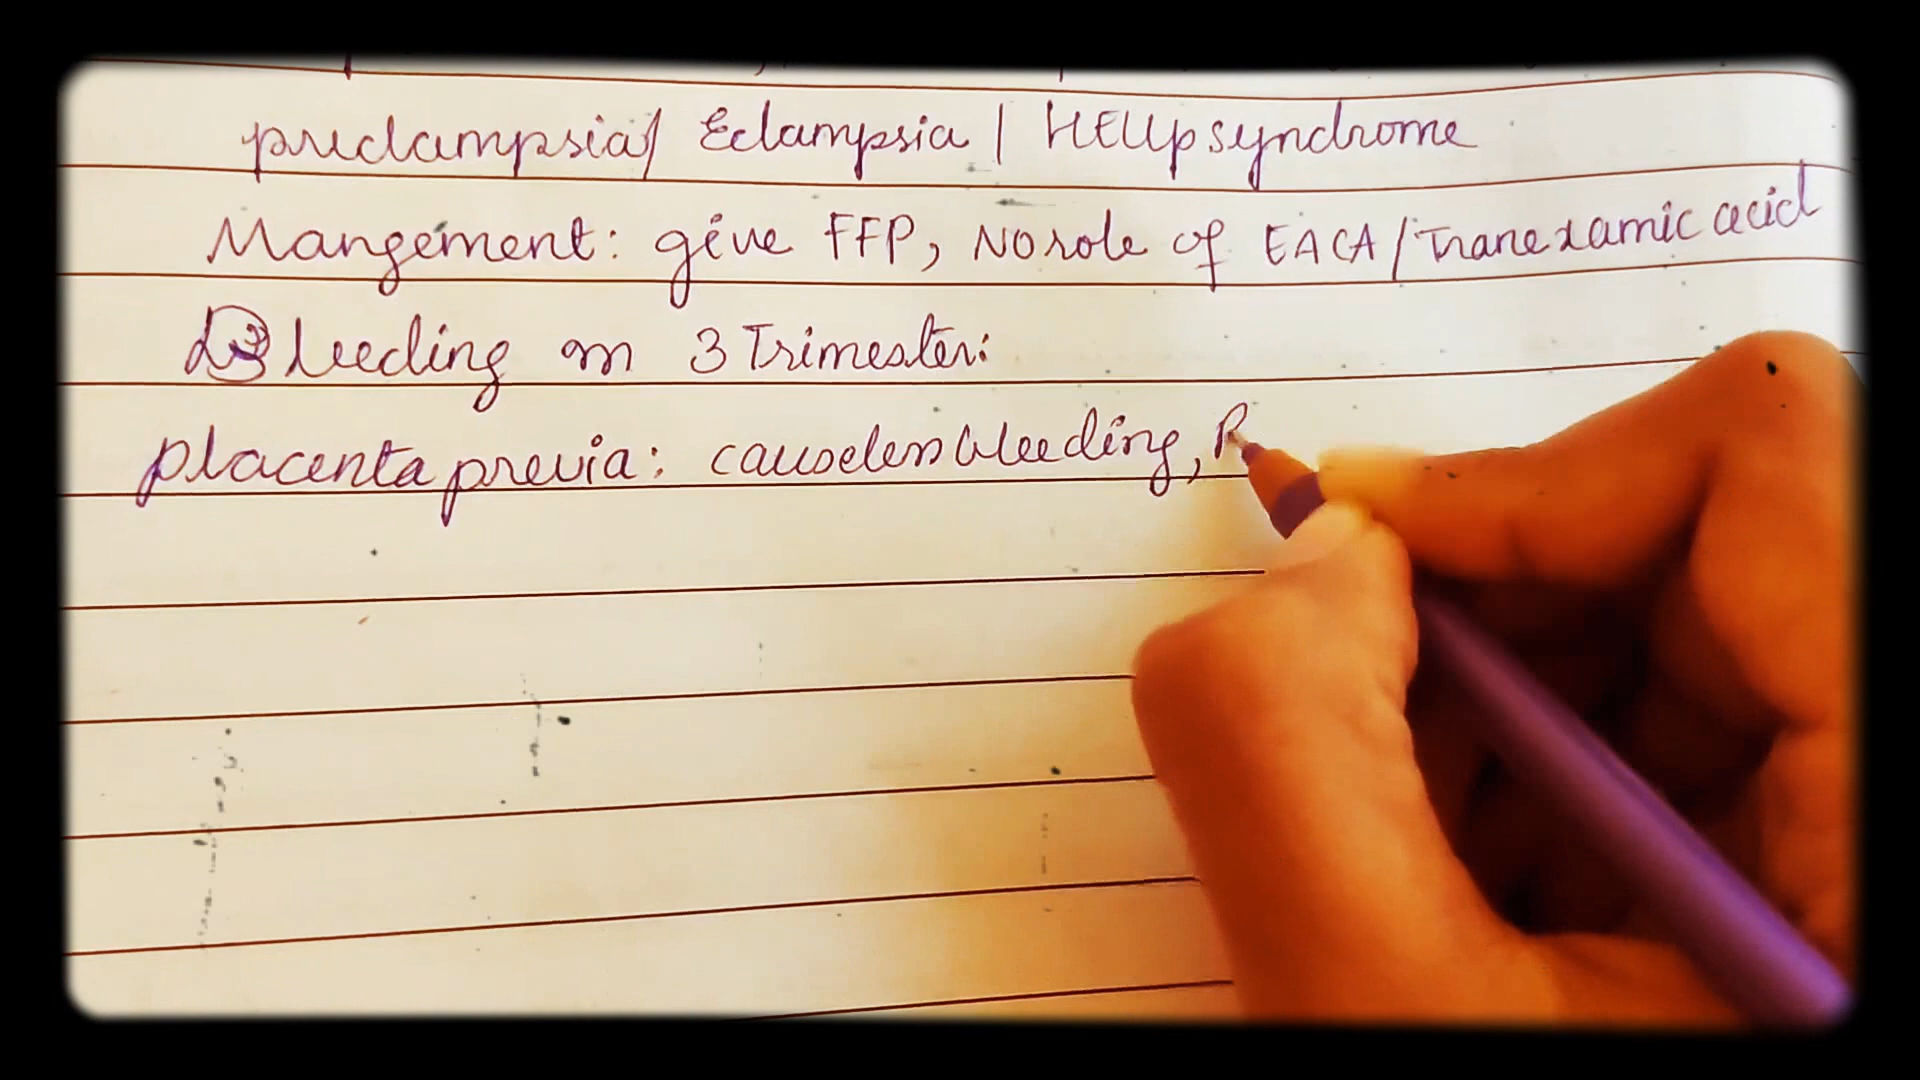 preclampsia/ Eclampsia | HELLp syndrome
Mangement: give FFP, No role of EACA/Tranexamic acid
Bleeding in 3 Trimester:
placenta previa: causeless bleeding, P